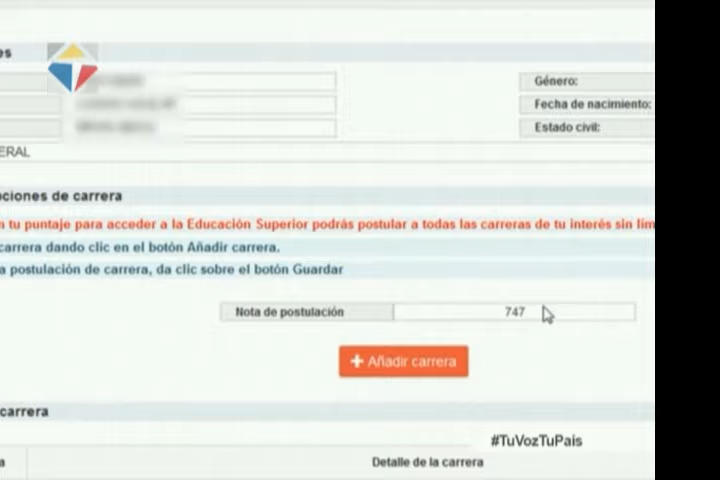 es
Género:
Fecha de nacimiento:
Estado civil:
ERAL
ciones de carrera
n tu puntaje para acceder a la Educación Superior podrás postular a todas las carreras de tu interés sin lím
carrera dando clic en el botón Añadir carrera.
a postulación de carrera, da clic sobre el botón Guardar
Nota de postulación 747
+ Añadir carrera
carrera
#TuVozTuPaís
a Detalle de la carrera